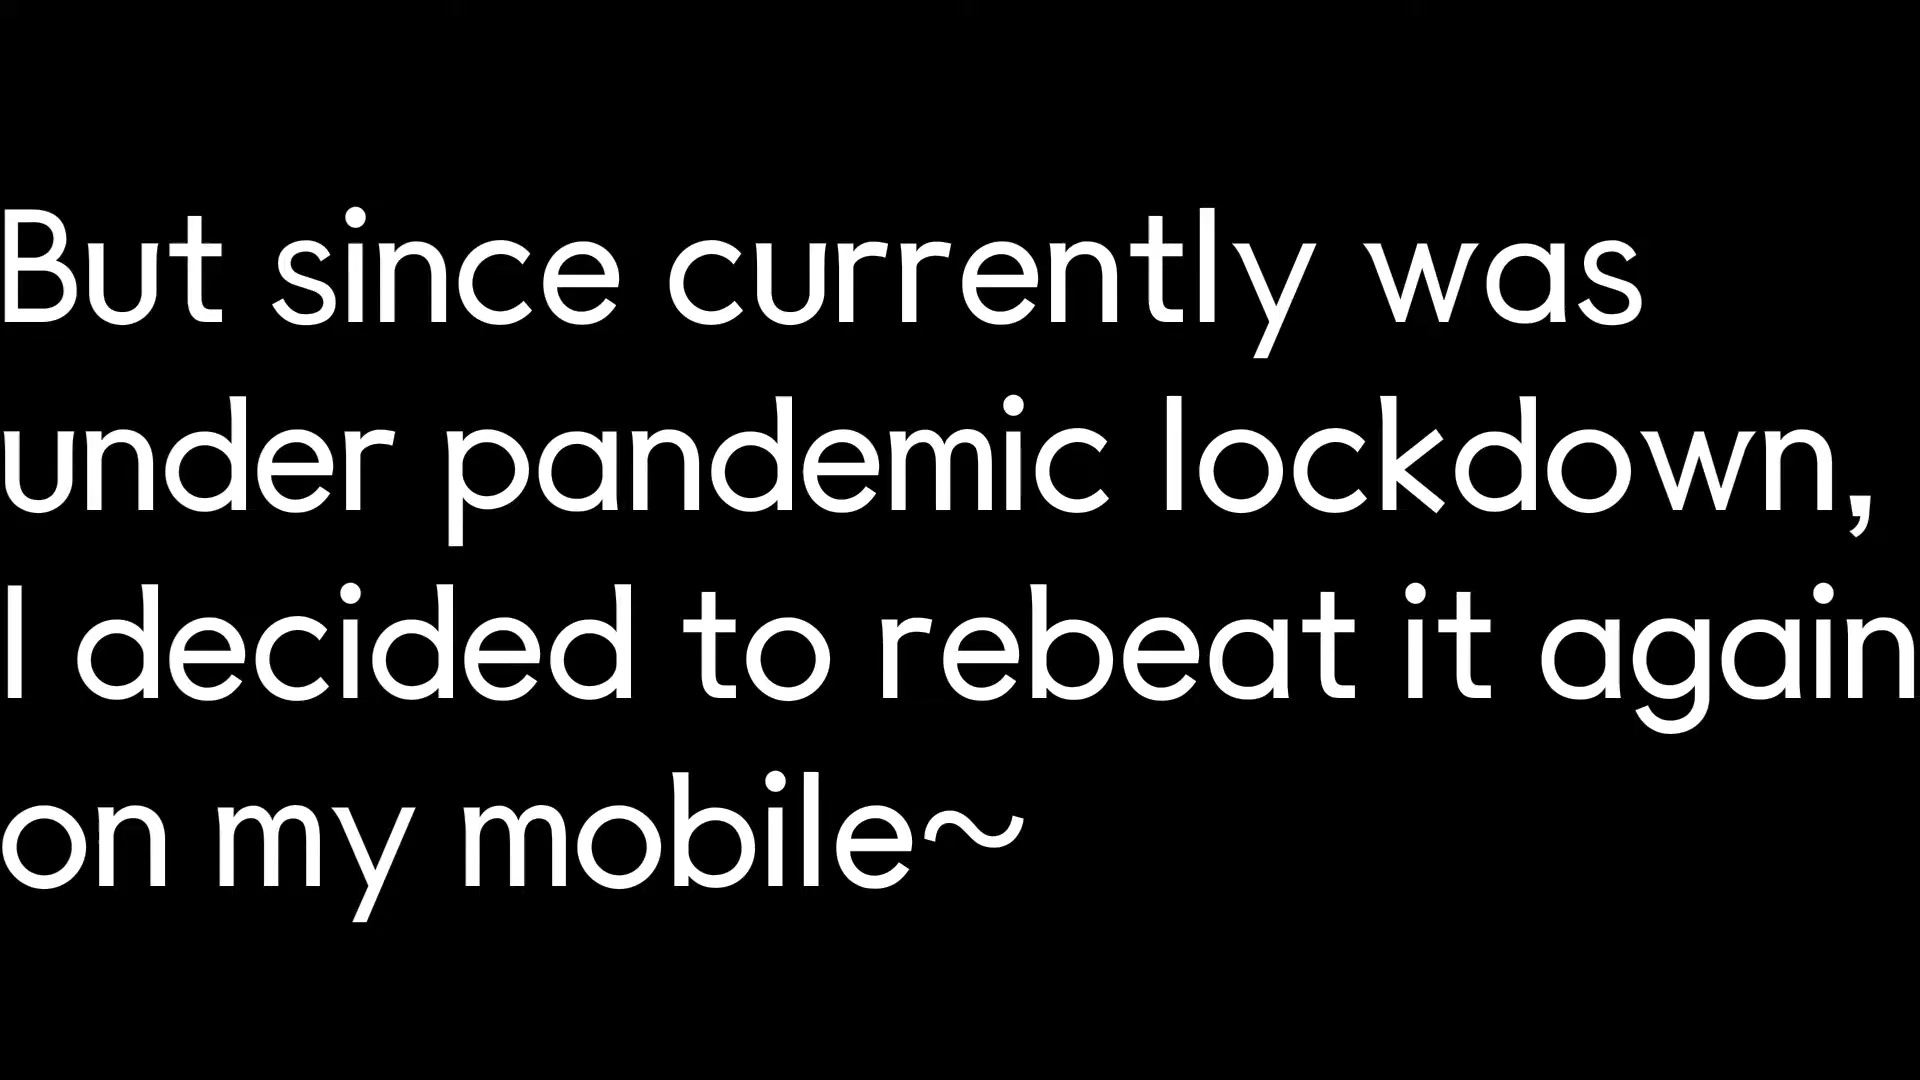 But since currently was
under pandemic lockdown,
I decided to rebeat it again
on my mobile~